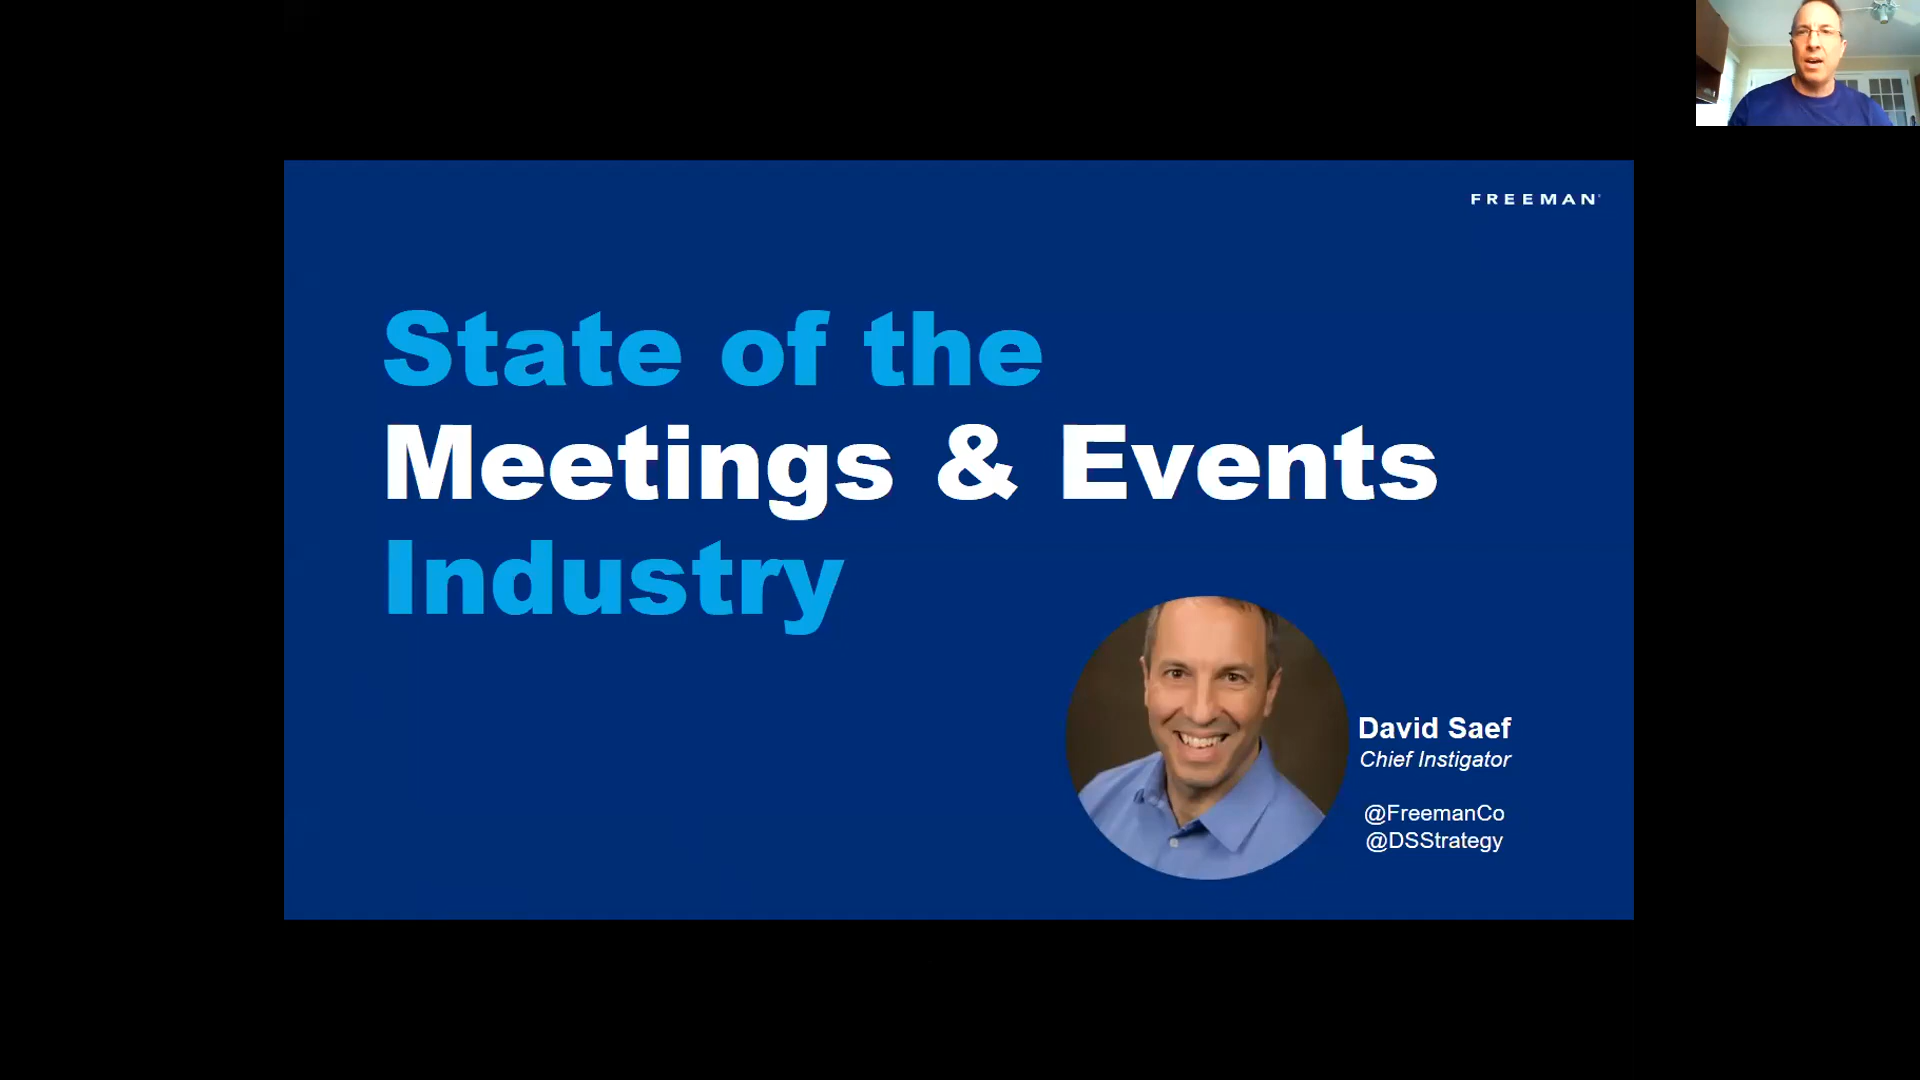 FREEMAN
State of the
Meetings & Events
Industry
David Saef
Chief Instigator
@FreemanCo
@DSStrategy